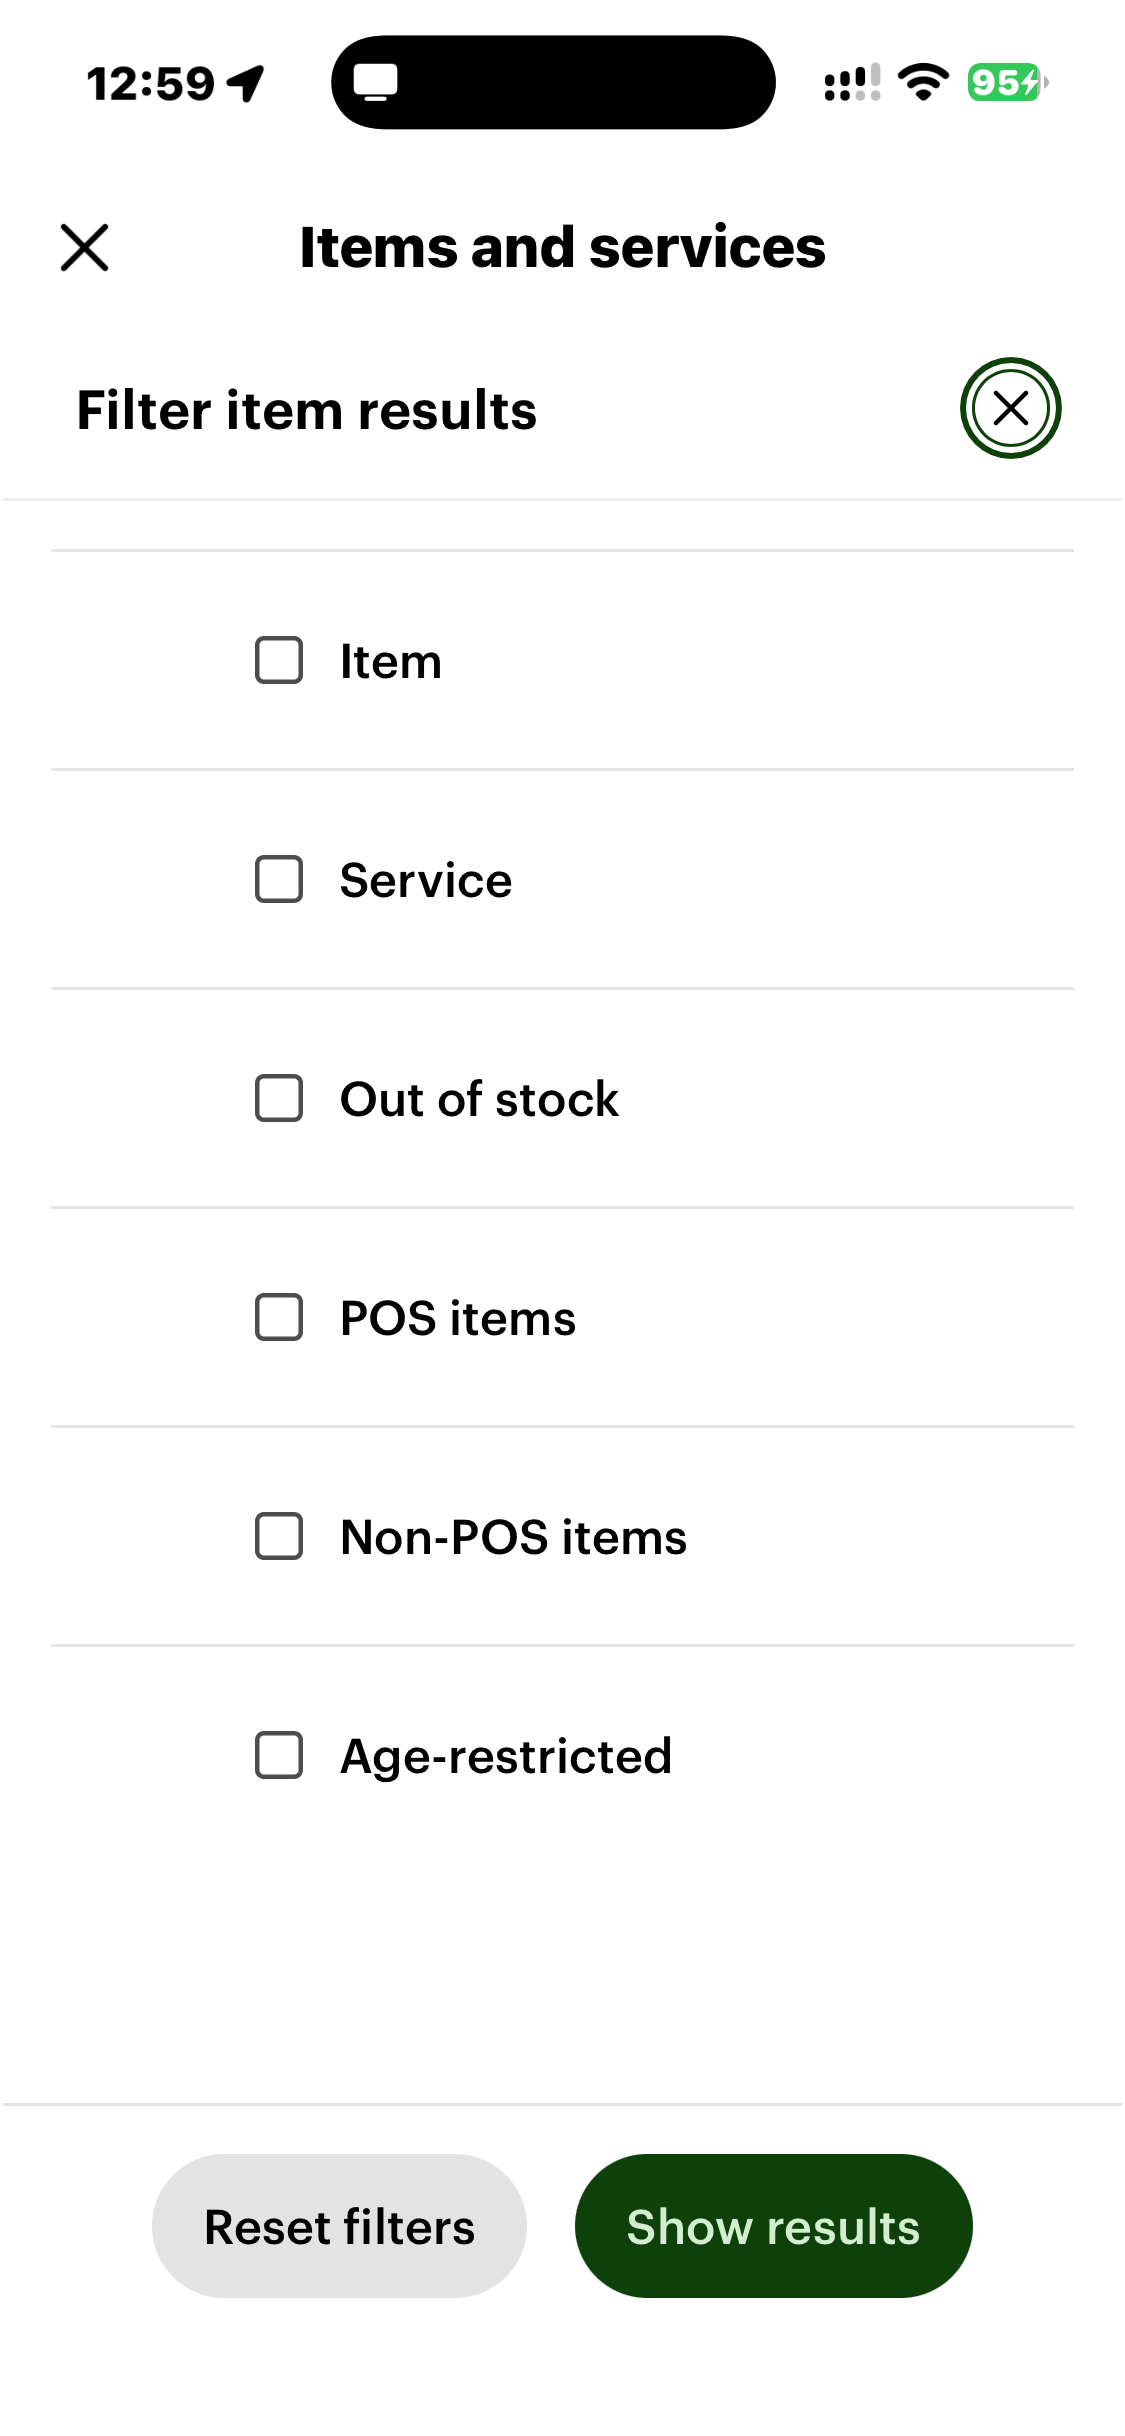 12:59
95
Items and services
Filter item results
Item
Service
Out of stock
POS items
Non-POS items
Age-restricted
Reset filters
Show results